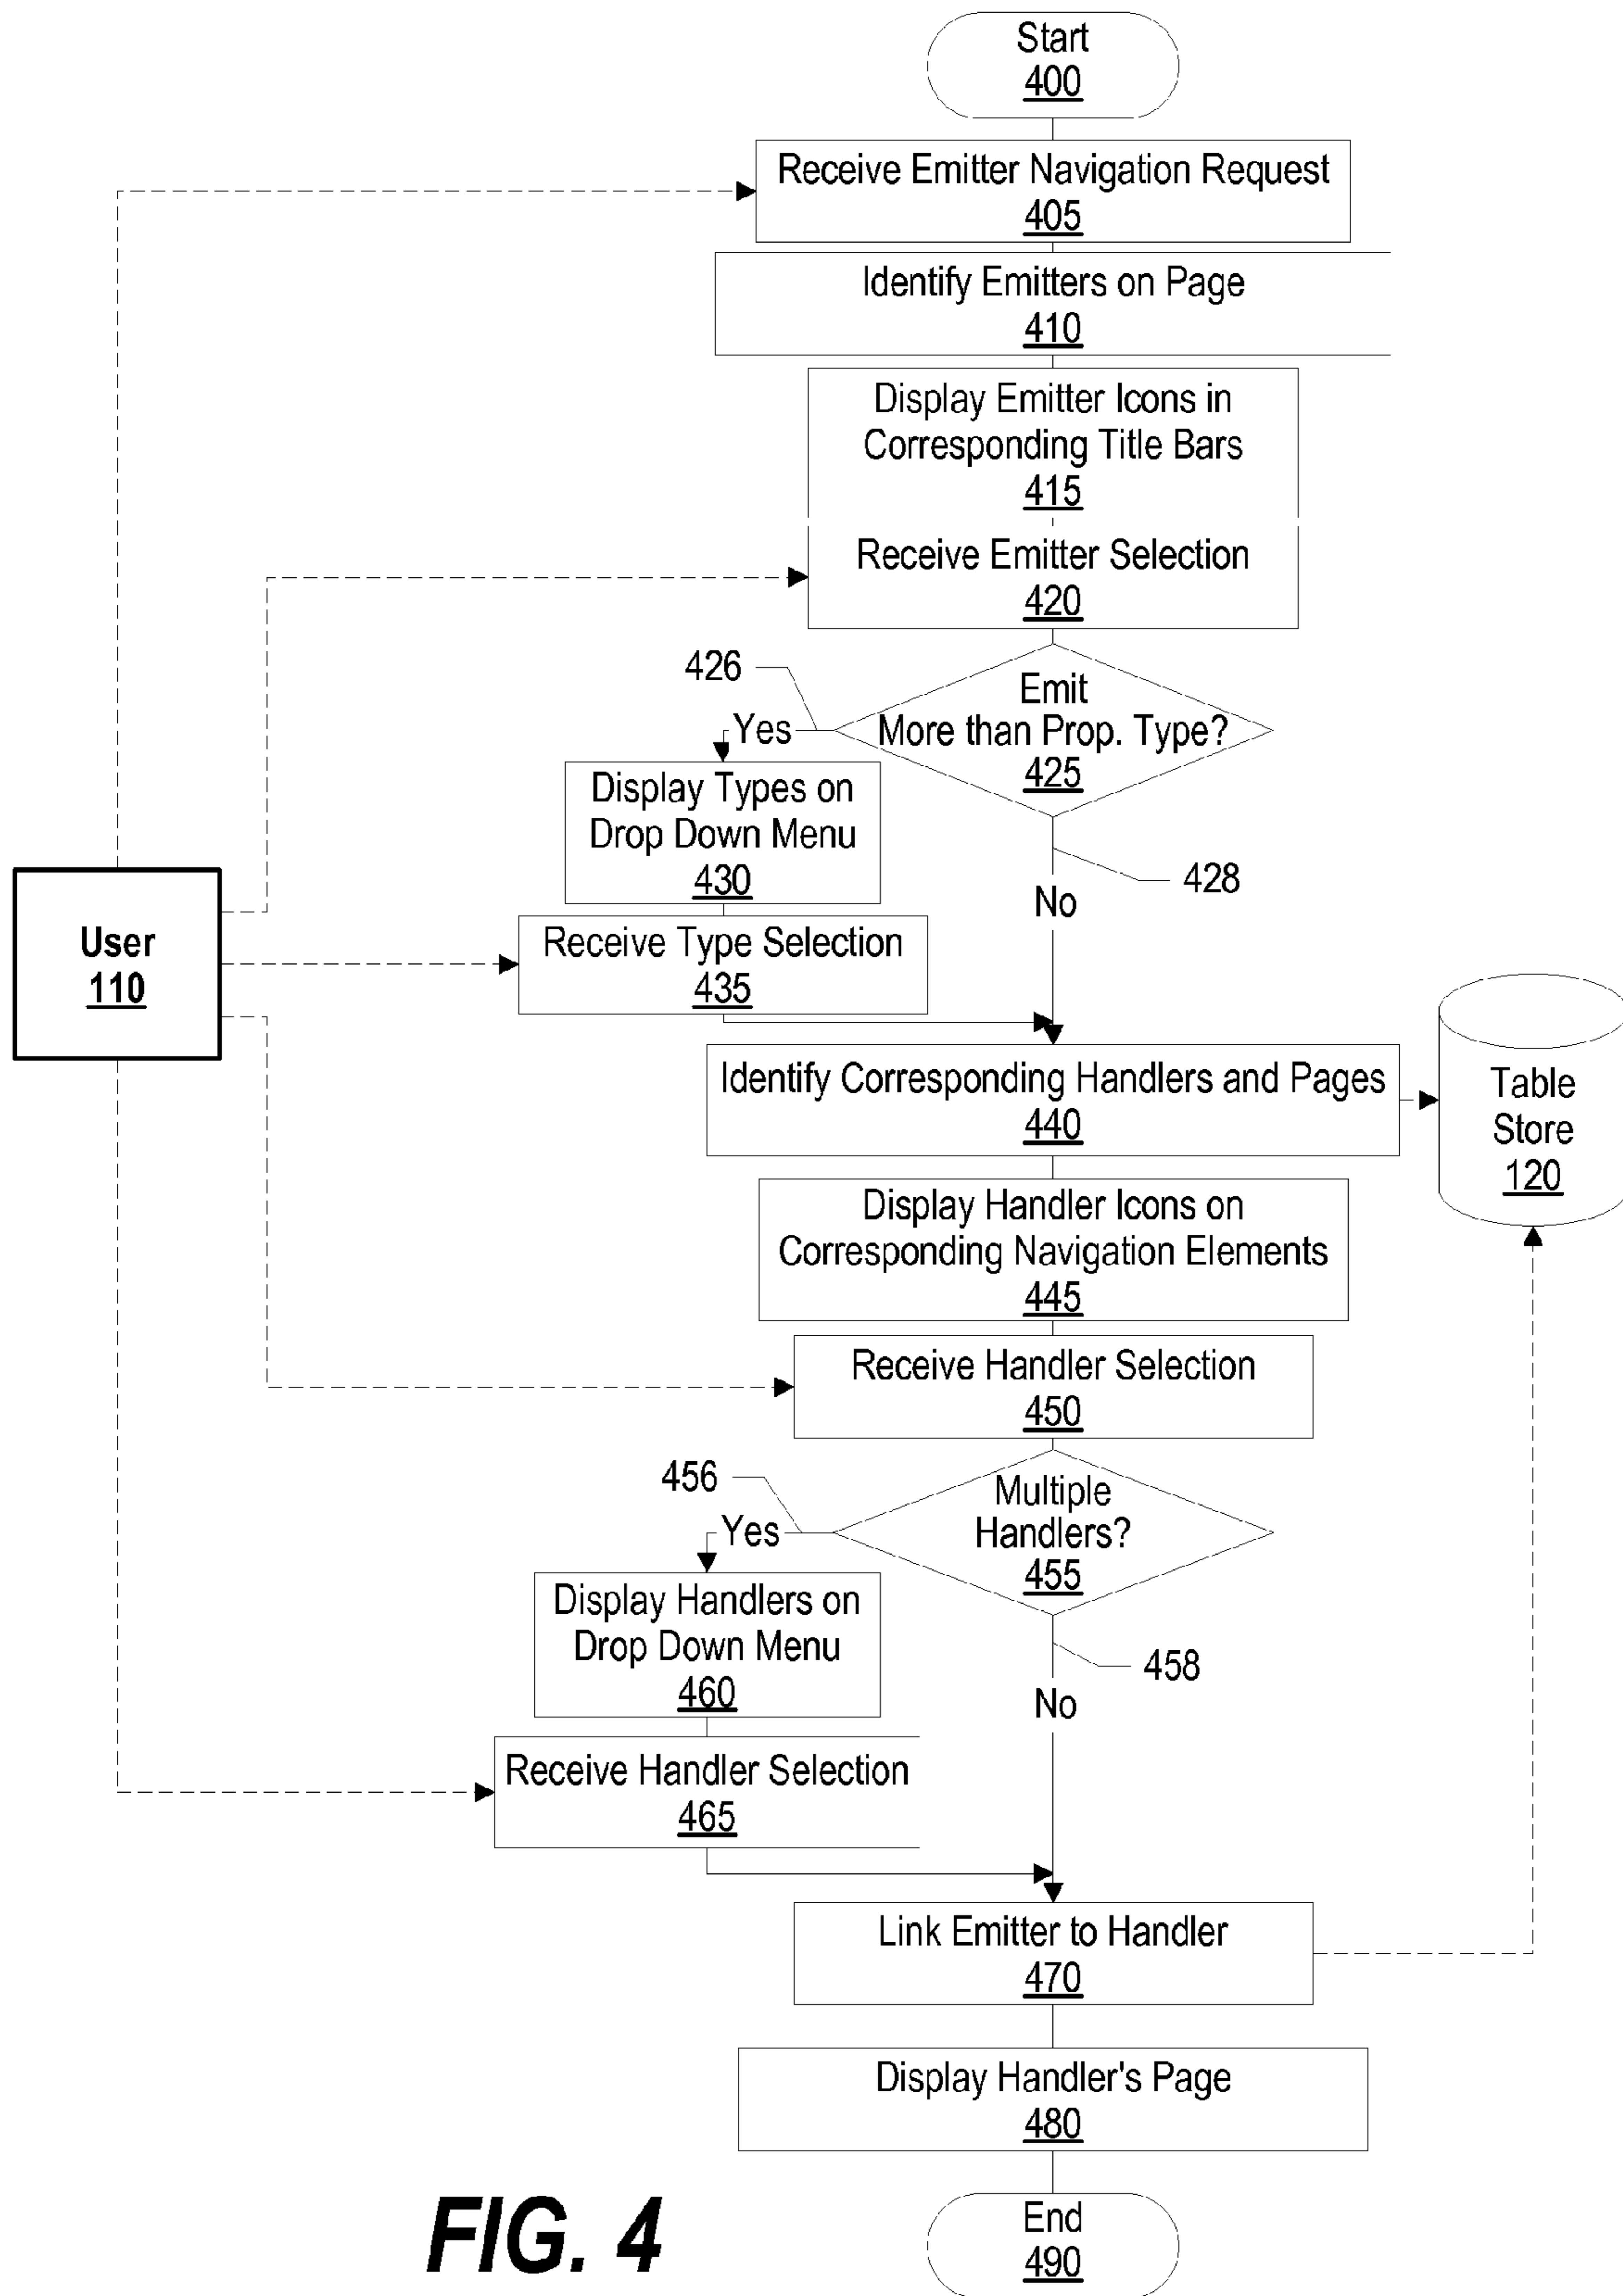 Start
400
Receive Emitter Navigation Request
405
Identify Emitters on Page
410
Display Emitter Icons in
Corresponding Title Bars
415
Receive Emitter Selection
420
426
Emit
More than Prop. Type?
425
Yes
Display Types on
Drop Down Menu
430
428
No
User
110
Receive Type Selection
435
Identify Corresponding Handlers and Pages
440
Table
Store
120
Display Handler Icons on
Corresponding Navigation Elements
445
Receive Handler Selection
450
456
Multiple
Handlers?
455
Yes
Display Handlers on
Drop Down Menu
460
458
No
Receive Handler Selection
465
Link Emitter to Handler
470
Display Handler's Page
480
End
490
FIG. 4